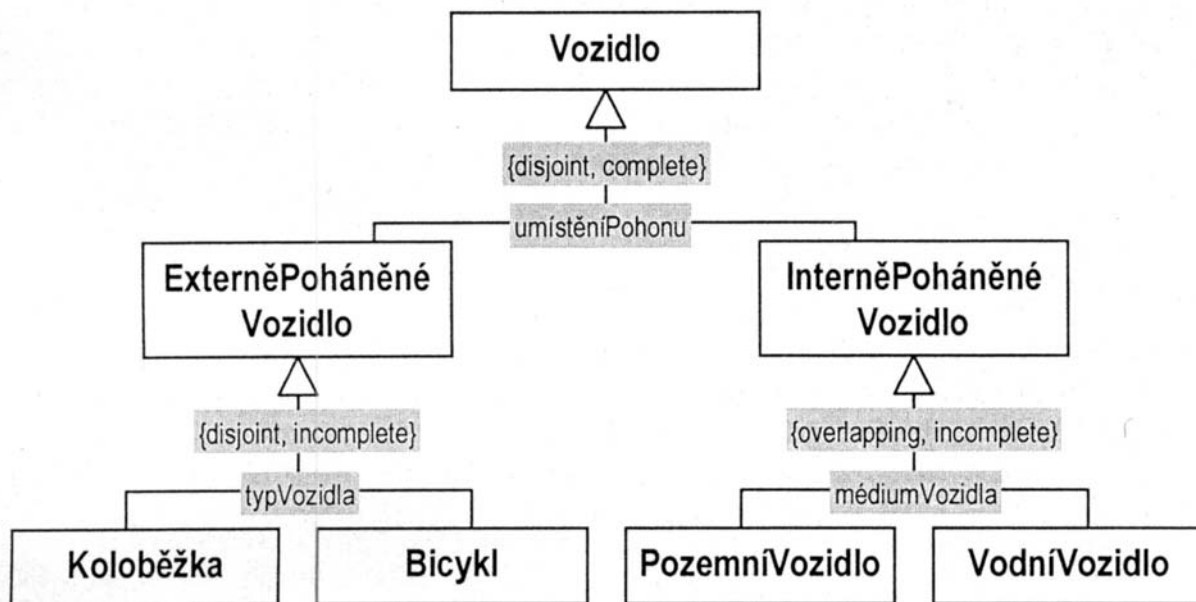 Vozidlo
{disjoint, complete}
umístěníPohonu
ExterněPoháněné
Vozidlo
InterněPoháněné
Vozidlo
{disjoint, incomplete}
{overlapping, incomplete}
typVozidla
médiumVozidla
Koloběžka
Bicykl
PozemníVozidlo
VodníVozidlo